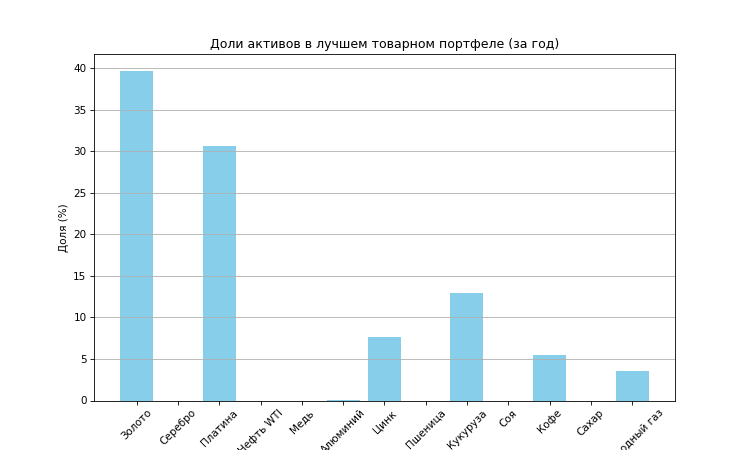 Доли активов в лучшем товарном портфеле (за год)
Доля (%)
40
35
30
25
20
15
10
5
0
Золото
Серебро
Платина
Нефть WTI
Медь
Алюминий
Цинк
Пшеница
Кукуруза
Соя
Кофе
Сахар
газ